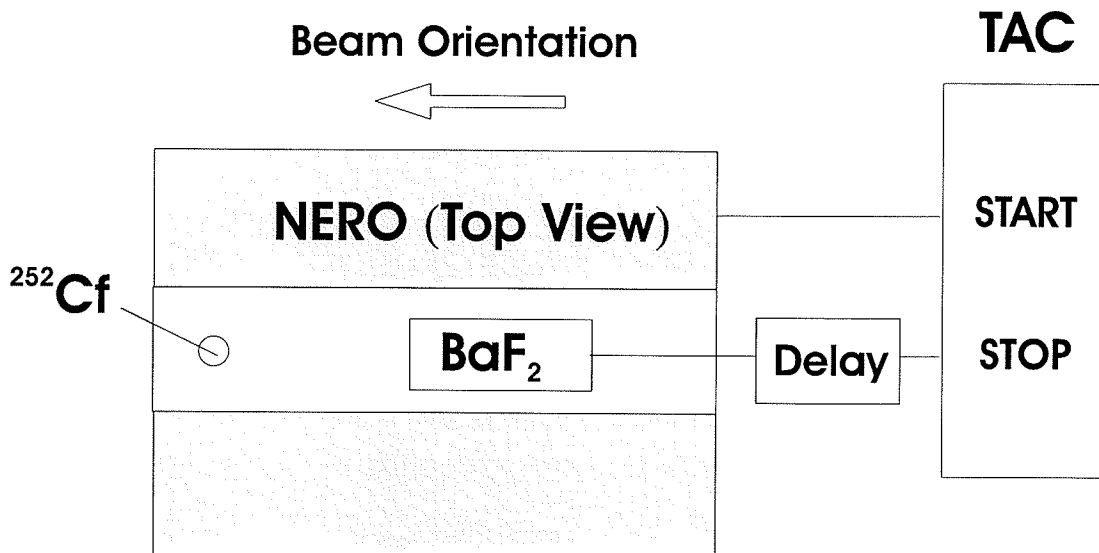 Beam Orientation
TAC
NERO (Top View)
START
²⁵²Cf
BaF₂
Delay
STOP